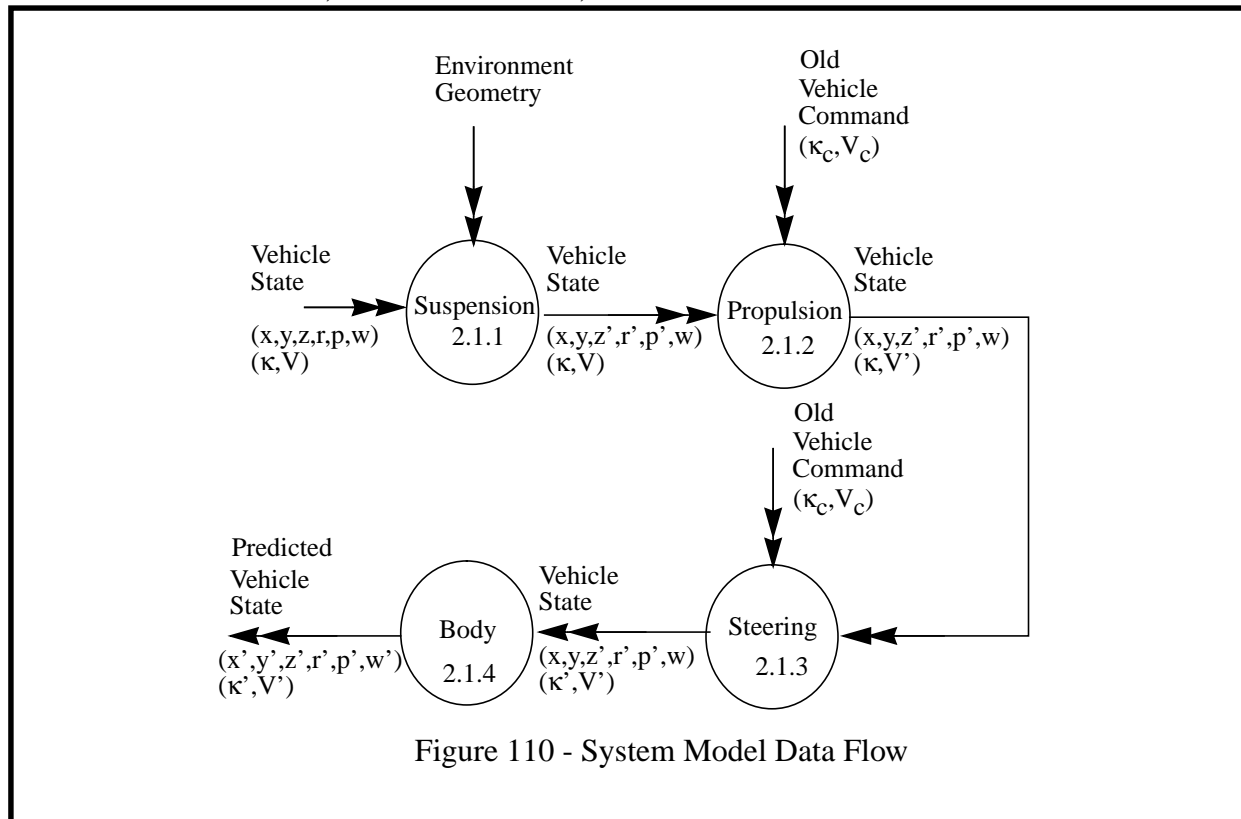 Environment
Geometry
Old
Vehicle
Command
(κc,Vc)
Vehicle
State
(x,y,z,r,p,w)
(κ,V)
Suspension
2.1.1
Vehicle
State
(x,y,z’,r’,p’,w)
(κ,V)
Propulsion
2.1.2
Vehicle
State
(x,y,z’,r’,p’,w)
(κ,V’)
Old
Vehicle
Command
(κc,Vc)
Predicted
Vehicle
State
(x’,y’,z’,r’,p’,w’)
(κ’,V’)
Body
2.1.4
Vehicle
State
(x,y,z’,r’,p’,w)
(κ’,V’)
Steering
2.1.3
Figure 110 - System Model Data Flow